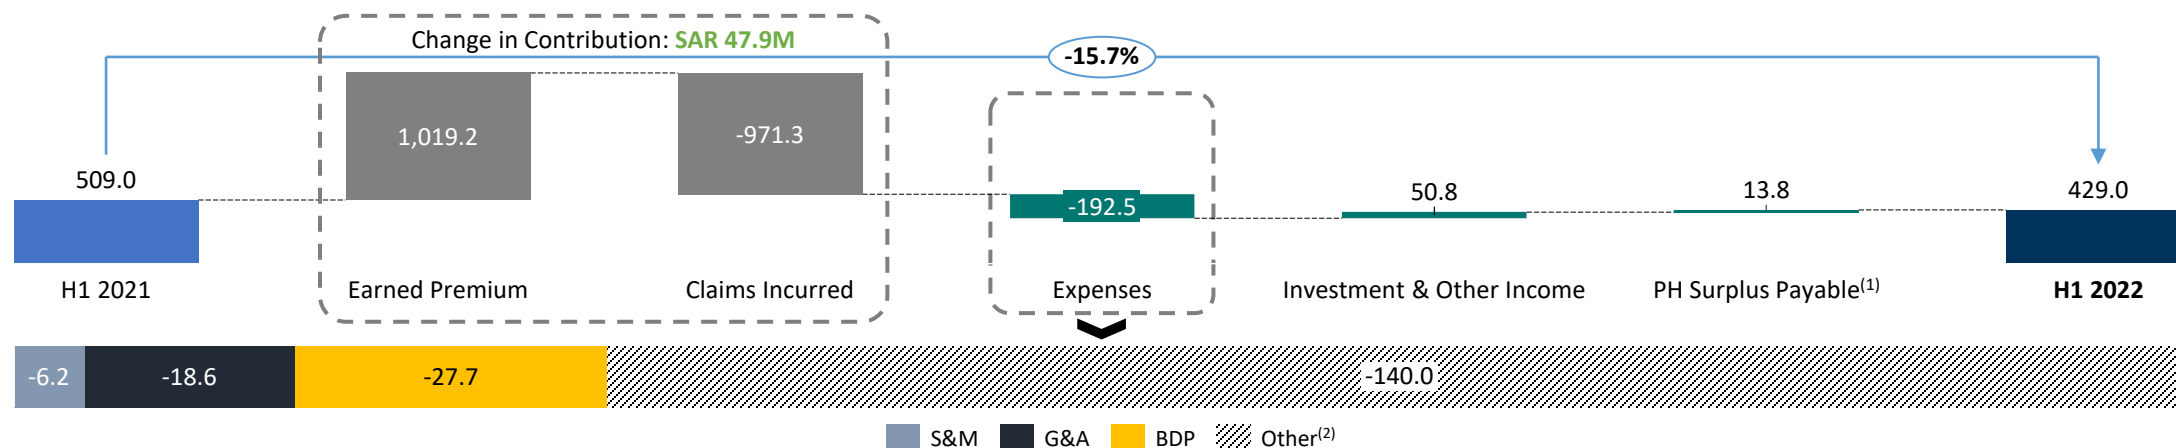 Change in Contribution: SAR 47.9M
-15.7%
1,019.2
-971.3
509.0
-192.5
50.8
13.8
429.0
H1 2021
Earned Premium
Claims Incurred
Expenses
Investment & Other Income
PH Surplus Payable(1)
H1 2022
-6.2
-18.6
-27.7
-140.0
S&M
G&A
BDP
Other(2)